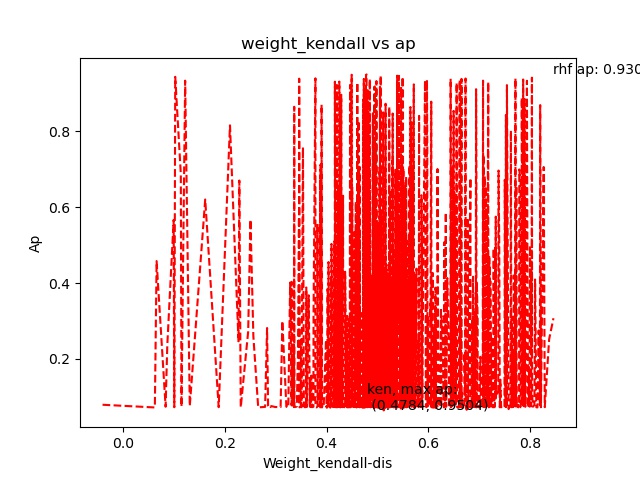 weight_kendall vs ap
rhf ap: 0.930
Ap
0.8
0.6
0.4
0.2
ken, max ap
(0.4784, 0.9504)
0.0
0.2
0.4
0.6
0.8
Weight_kendall-dis